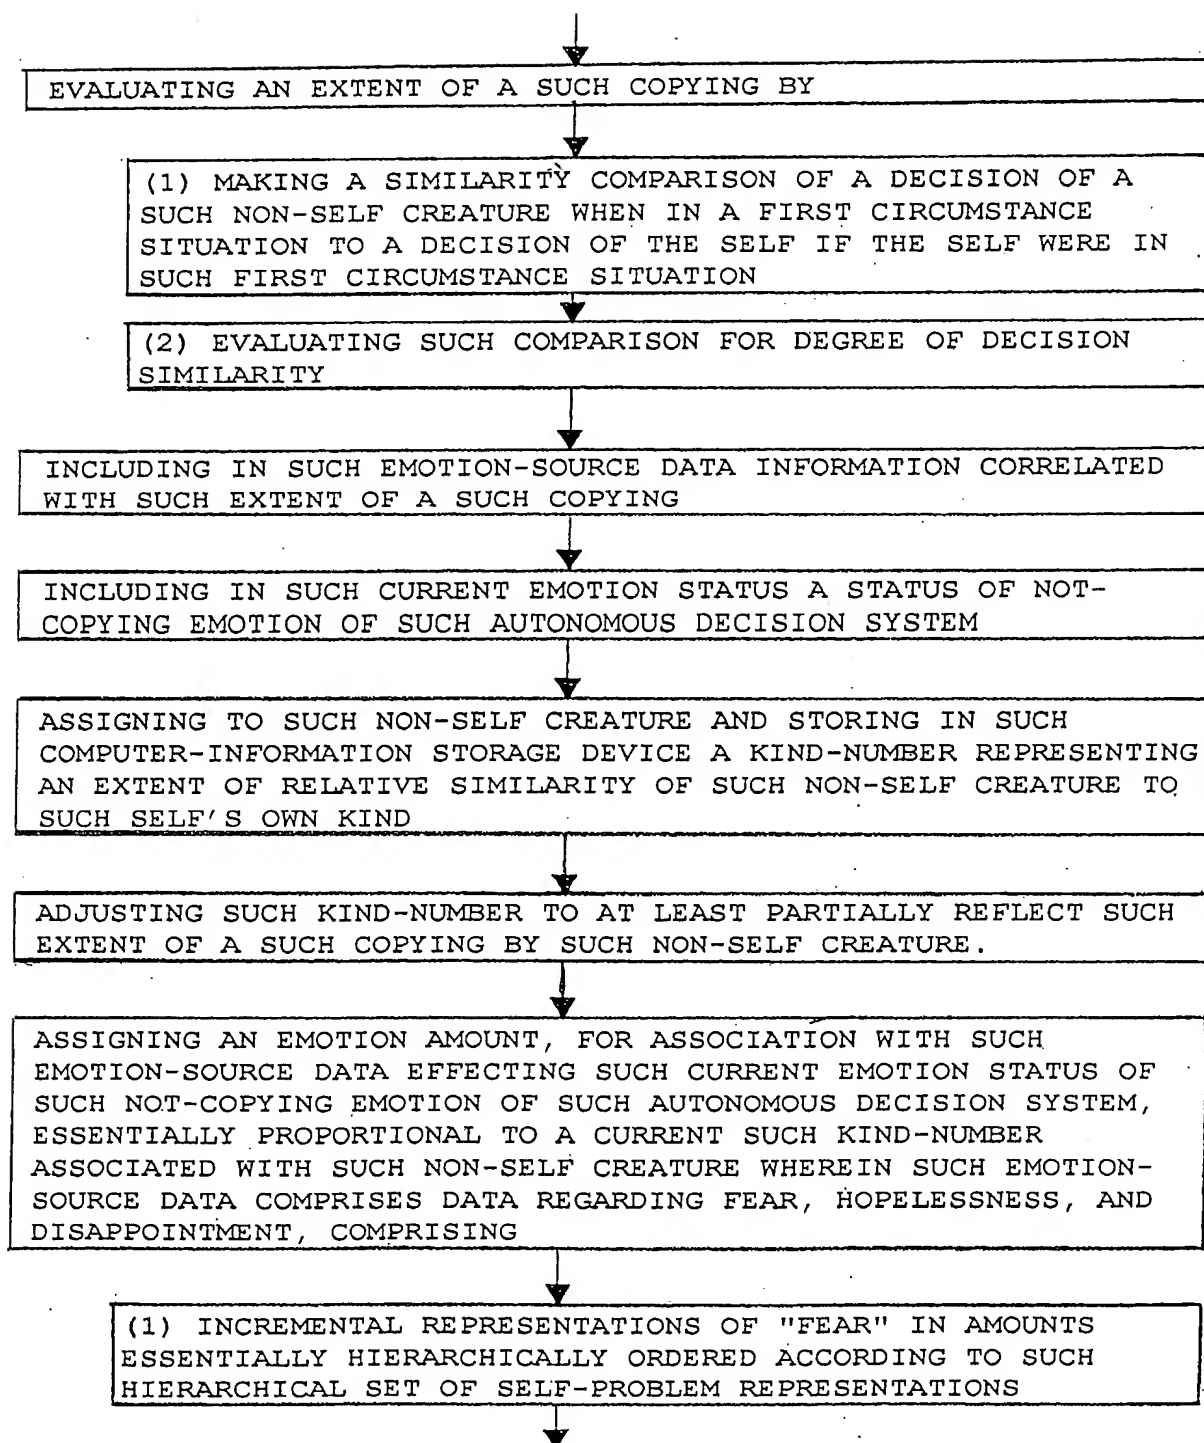 EVALUATING AN EXTENT OF A SUCH COPYING BY
(1) MAKING A SIMILARITY COMPARISON OF A DECISION OF A
SUCH NON-SELF CREATURE WHEN IN A FIRST CIRCUMSTANCE
SITUATION TO A DECISION OF THE SELF IF THE SELF WERE IN
SUCH FIRST CIRCUMSTANCE SITUATION
(2) EVALUATING SUCH COMPARISON FOR DEGREE OF DECISION
SIMILARITY
INCLUDING IN SUCH EMOTION-SOURCE DATA INFORMATION CORRELATED
WITH SUCH EXTENT OF A SUCH COPYING
INCLUDING IN SUCH CURRENT EMOTION STATUS A STATUS OF NOT-
COPYING EMOTION OF SUCH AUTONOMOUS DECISION SYSTEM
ASSIGNING TO SUCH NON-SELF CREATURE AND STORING IN SUCH
COMPUTER-INFORMATION STORAGE DEVICE A KIND-NUMBER REPRESENTING
AN EXTENT OF RELATIVE SIMILARITY OF SUCH NON-SELF CREATURE TO
SUCH SELF'S OWN KIND
ADJUSTING SUCH KIND-NUMBER TO AT LEAST PARTIALLY REFLECT SUCH
EXTENT OF A SUCH COPYING BY SUCH NON-SELF CREATURE.
ASSIGNING AN EMOTION AMOUNT, FOR ASSOCIATION WITH SUCH
EMOTION-SOURCE DATA EFFECTING SUCH CURRENT EMOTION STATUS OF
SUCH NOT-COPYING EMOTION OF SUCH AUTONOMOUS DECISION SYSTEM,
ESSENTIALLY PROPORTIONAL TO A CURRENT SUCH KIND-NUMBER
ASSOCIATED WITH SUCH NON-SELF CREATURE WHEREIN SUCH EMOTION-
SOURCE DATA COMPRISES DATA REGARDING FEAR, HOPELESSNESS, AND
DISAPPOINTMENT, COMPRISING
(1) INCREMENTAL REPRESENTATIONS OF "FEAR" IN AMOUNTS
ESSENTIALLY HIERARCHICALLY ORDERED ACCORDING TO SUCH
HIERARCHICAL SET OF SELF-PROBLEM REPRESENTATIONS